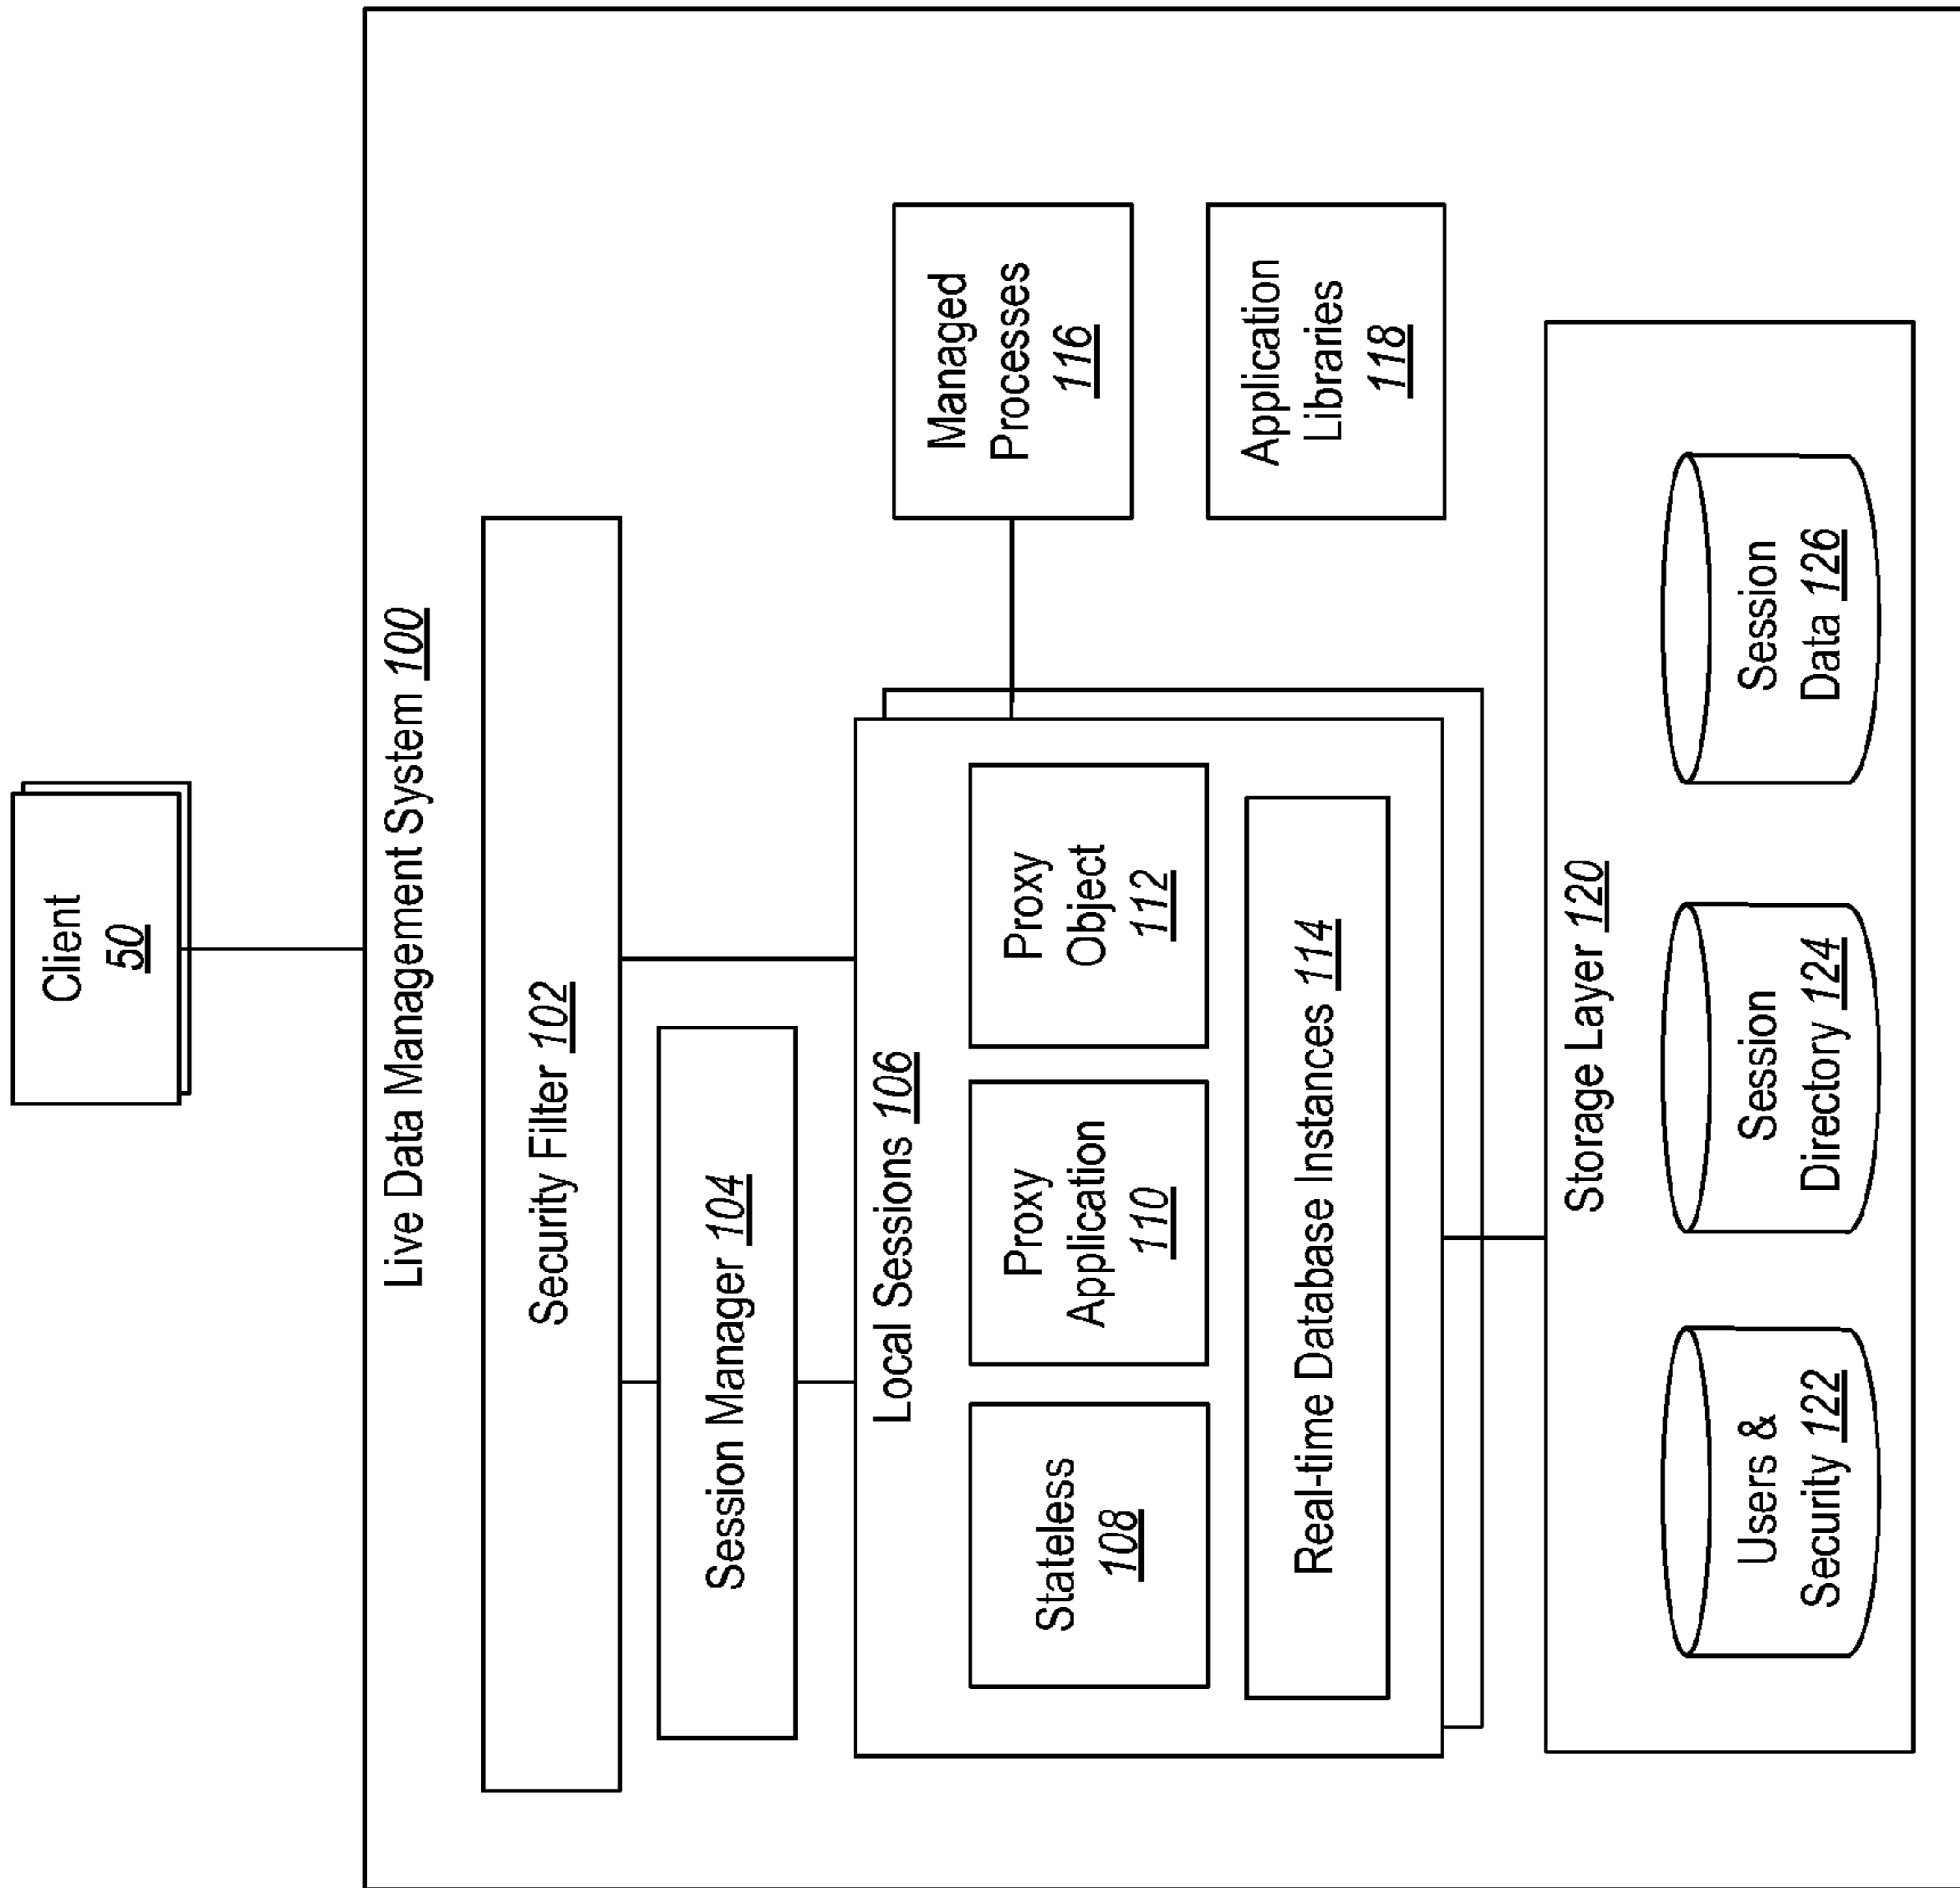 Client
50
Live Data Management System 100
Security Filter 102
Session Manager 104
Local Sessions 106
Stateless
108
Proxy
Application
110
Proxy
Object
112
Real-time Database Instances 114
Managed
Processes
116
Application
Libraries
118
Storage Layer 120
Users &
Security 122
Session
Directory 124
Session
Data 126